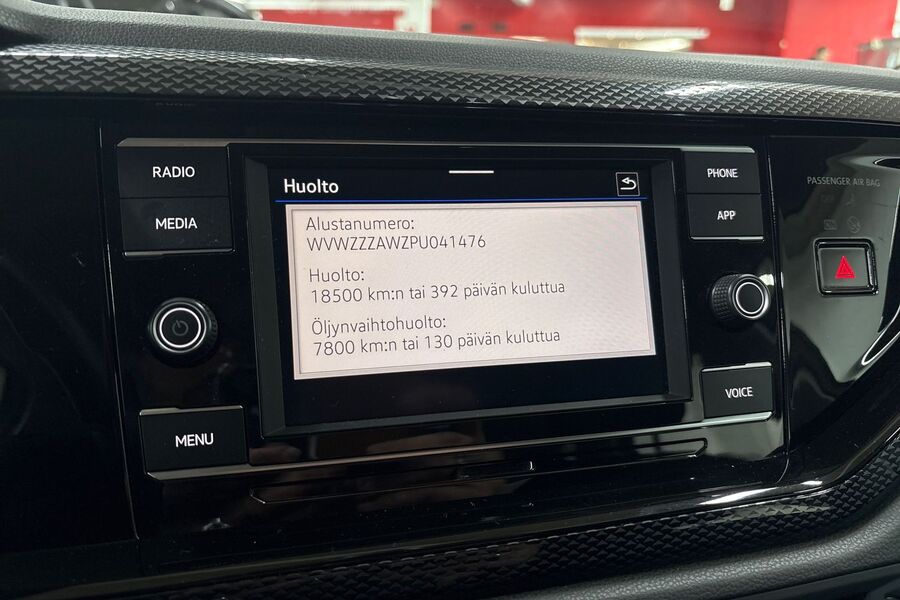 RADIO
MEDIA
MENU
Huolto
Alustanumero:
WVWZZZAWZPU041476
Huolto:
18500 km:n tai 392 päivän kuluttua
Öljynvaihtohuolto:
7800 km:n tai 130 päivän kuluttua
PHONE
APP
VOICE
PASSENGER AIR BAG